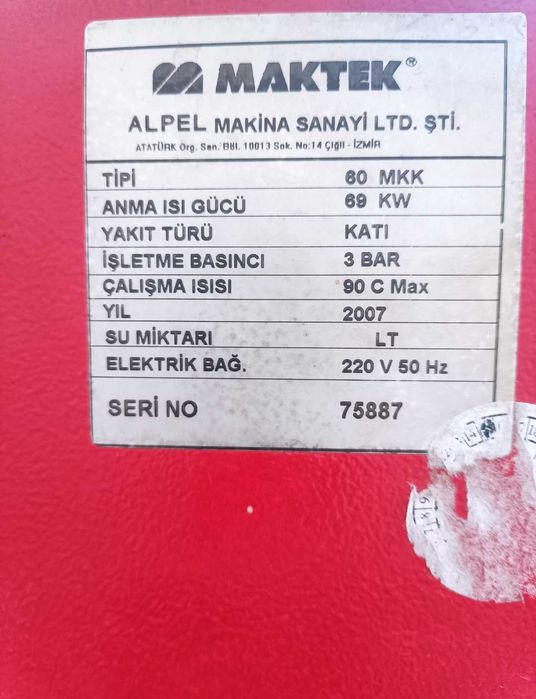 MAKTEK®
ALPEL MAKİNA SANAYİ LTD. ŞTİ.
ATATÜRK Org. San. Böl. 10013 Sok. No:14 Çiğli - İZMİR
TİPİ 60 MKK
ANMA ISI GÜCÜ 69 KW
YAKIT TÜRÜ KATI
İŞLETME BASINCI 3 BAR
ÇALIŞMA ISISI 90 C Max
YIL 2007
SU MİKTARI LT
ELEKTRİK BAĞ. 220 V 50 Hz
SERİ NO 75887